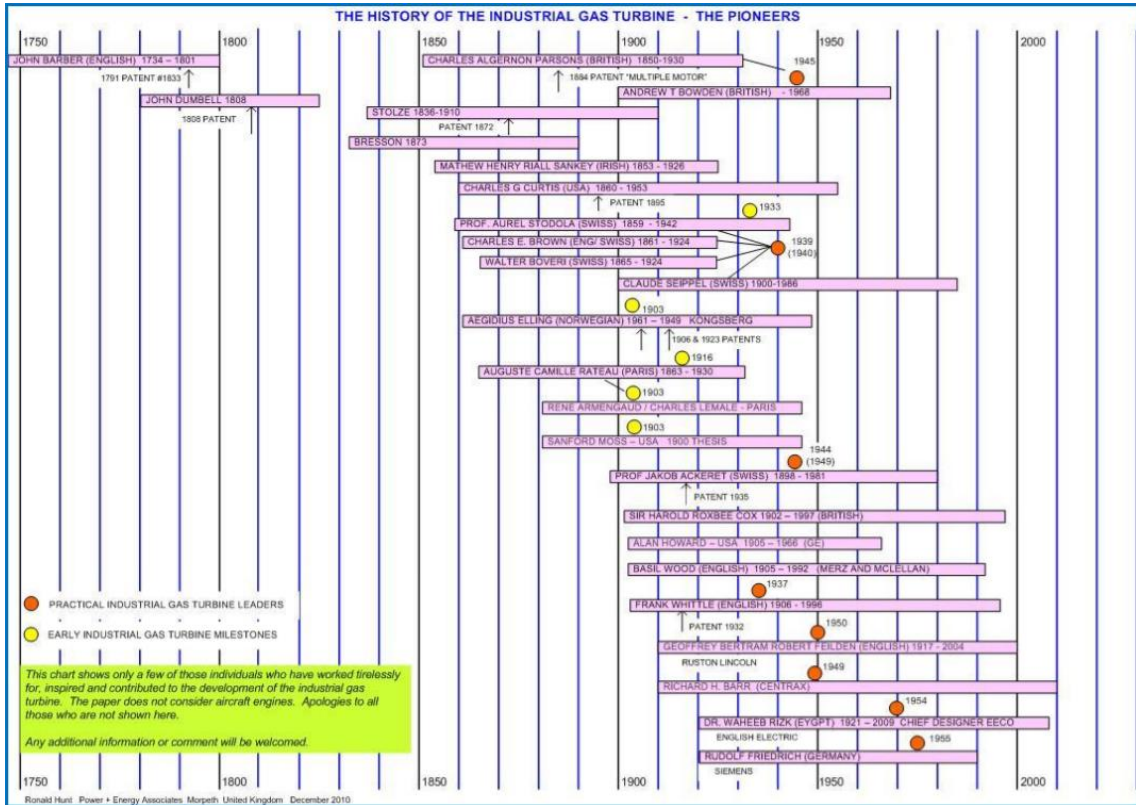 THE HISTORY OF THE INDUSTRIAL GAS TURBINE - THE PIONEERS
1750 1800 1850 1900 1950 2000
JOHN BARBER (ENGLISH) 1734 – 1801
1791 PATENT #1833
CHARLES ALGERNON PARSONS (BRITISH) 1850-1930
1884 PATENT "MULTIPLE MOTOR"
1945
ANDREW T BOWDEN (BRITISH) - 1968
JOHN DUMBELL 1808
1808 PATENT
STOLZE 1836-1910
PATENT 1872
BRESSON 1873
MATHEW HENRY RIALL SANKEY (IRISH) 1853 - 1926
CHARLES G CURTIS (USA) 1860 - 1953
PATENT 1895
1933
PROF. AUREL STODOLA (SWISS) 1859 - 1942
CHARLES E. BROWN (ENG/ SWISS) 1861 - 1924
1939
(1940)
WALTER BOVERI (SWISS) 1865 - 1924
CLAUDE SEIPPEL (SWISS) 1900-1986
1903
AEGIDIUS ELLING (NORWEGIAN) 1961 – 1949 KONGSBERG
1906 & 1923 PATENTS
1916
AUGUSTE CAMILLE RATEAU (PARIS) 1863 - 1930
1903
RENE ARMENGAUD / CHARLES LEMALE - PARIS
1903
SANFORD MOSS – USA 1900 THESIS
1944
(1949)
PROF JAKOB ACKERET (SWISS) 1898 - 1981
PATENT 1935
SIR HAROLD ROXBEE COX 1902 – 1997 (BRITISH)
ALAN HOWARD – USA 1905 – 1966 (GE)
BASIL WOOD (ENGLISH) 1905 – 1992 (MERZ AND MCLELLAN)
1937
FRANK WHITTLE (ENGLISH) 1906 - 1996
PATENT 1932
1950
GEOFFREY BERTRAM ROBERT FEILDEN (ENGLISH) 1917 - 2004
RUSTON LINCOLN
1949
RICHARD H. BARR (CENTRAX)
1954
DR. WAHEEB RIZK (EYGPT) 1921 – 2009 CHIEF DESIGNER EECO
ENGLISH ELECTRIC
1955
RUDOLF FRIEDRICH (GERMANY)
SIEMENS
PRACTICAL INDUSTRIAL GAS TURBINE LEADERS
EARLY INDUSTRIAL GAS TURBINE MILESTONES
This chart shows only a few of those individuals who have worked tirelessly
for, inspired and contributed to the development of the industrial gas
turbine. The paper does not consider aircraft engines. Apologies to all
those who are not shown here.
Any additional information or comment will be welcomed.
1750 1800 1850 1900 1950 2000
Ronald Hunt Power + Energy Associates Morpeth United Kingdom December 2010